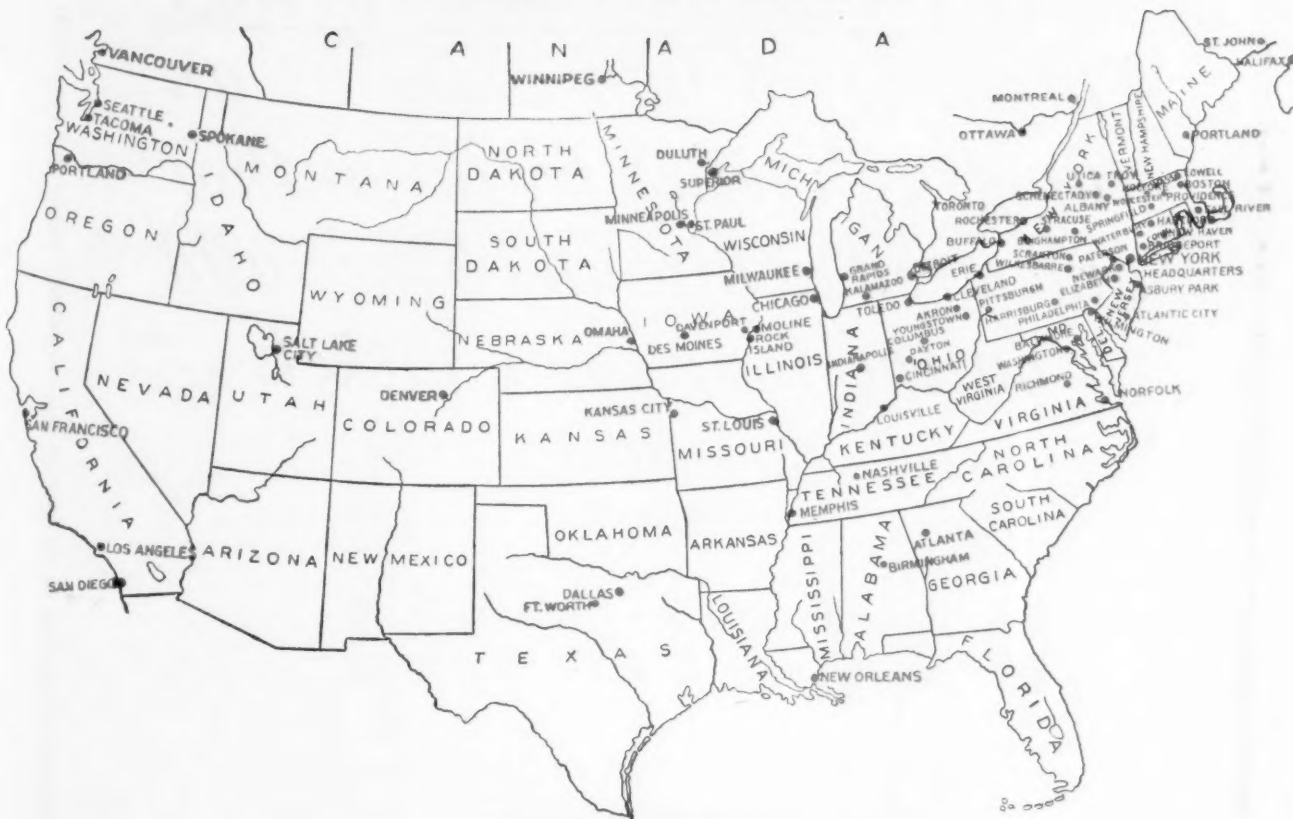 C A N A D A
VANCOUVER
WINNIPEG
ST. JOHN
HALIFAX
MONTREAL
OTTAWA
SEATTLE
TACOMA
WASHINGTON
SPOKANE
PORTLAND
OREGON
IDAHO
MONTANA
NORTH
DAKOTA
SOUTH
DAKOTA
MINNESOTA
DULUTH
SUPERIOR
MINNEAPOLIS
ST. PAUL
WISCONSIN
MILWAUKEE
MICHIGAN
GRAND
RAPIDS
KALAMAZOO
DETROIT
TORONTO
MAINE
PORTLAND
NEW HAMPSHIRE
VERMONT
NEW YORK
UTICA
TROY
SCHENECTADY
ALBANY
LOWELL
BOSTON
WORCESTER
PROVIDENCE
ROCHESTER
SYRACUSE
SPRINGFIELD
FALL RIVER
BUFFALO
BINGHAMPTON
WATERBURY
NEW HAVEN
BRIDGEPORT
SCRANTON
WILKESBARRE
PATERSON
NEW YORK
HEADQUARTERS
NEWARK
ELIZABETH
ASBURY PARK
ERIE
CLEVELAND
PITTSBURGH
HARRISBURG
PHILADELPHIA
NEW JERSEY
ATLANTIC CITY
TOLEDO
AKRON
YOUNGSTOWN
COLUMBUS
DAYTON
CINCINNATI
OHIO
DEL.
MD.
WASHINGTON
WEST
VIRGINIA
RICHMOND
VIRGINIA
NORFOLK
WYOMING
NEBRASKA
OMAHA
IOWA
DAVENPORT
DES MOINES
MOLINE
ROCK
ISLAND
CHICAGO
ILLINOIS
INDIANA
INDIANAPOLIS
CALIFORNIA
NEVADA
UTAH
SALT LAKE
CITY
DENVER
COLORADO
KANSAS
KANSAS CITY
ST. LOUIS
MISSOURI
LOUISVILLE
KENTUCKY
SAN FRANCISCO
LOS ANGELES
SAN DIEGO
ARIZONA
NEW MEXICO
OKLAHOMA
ARKANSAS
TENNESSEE
NASHVILLE
MEMPHIS
NORTH
CAROLINA
SOUTH
CAROLINA
ATLANTA
BIRMINGHAM
GEORGIA
ALABAMA
MISSISSIPPI
LOUISIANA
NEW ORLEANS
DALLAS
FT. WORTH
TEXAS
FLORIDA